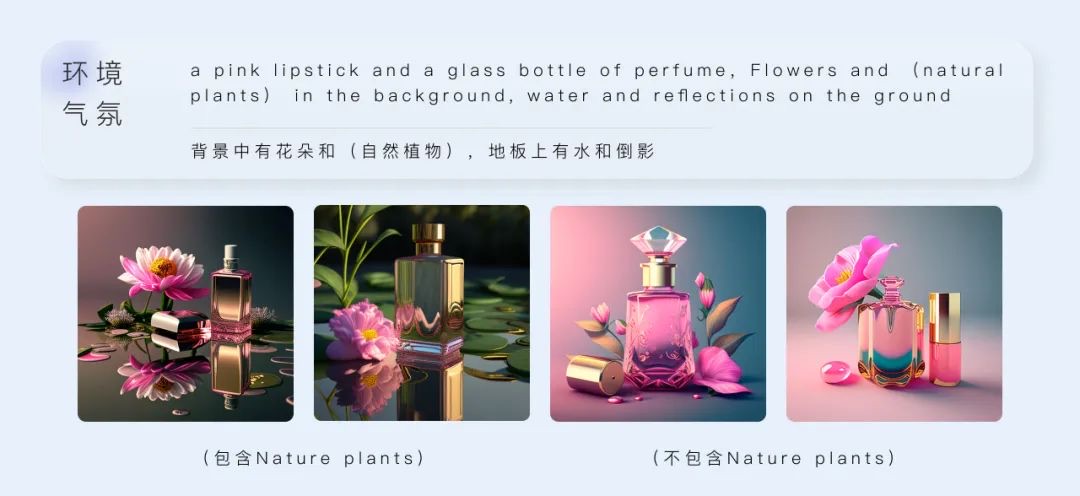 环境
气氛
a pink lipstick and a glass bottle of perfume, Flowers and （natural
plants） in the background, water and reflections on the ground
背景中有花朵和（自然植物），地板上有水和倒影
（包含Nature plants）
（不包含Nature plants）